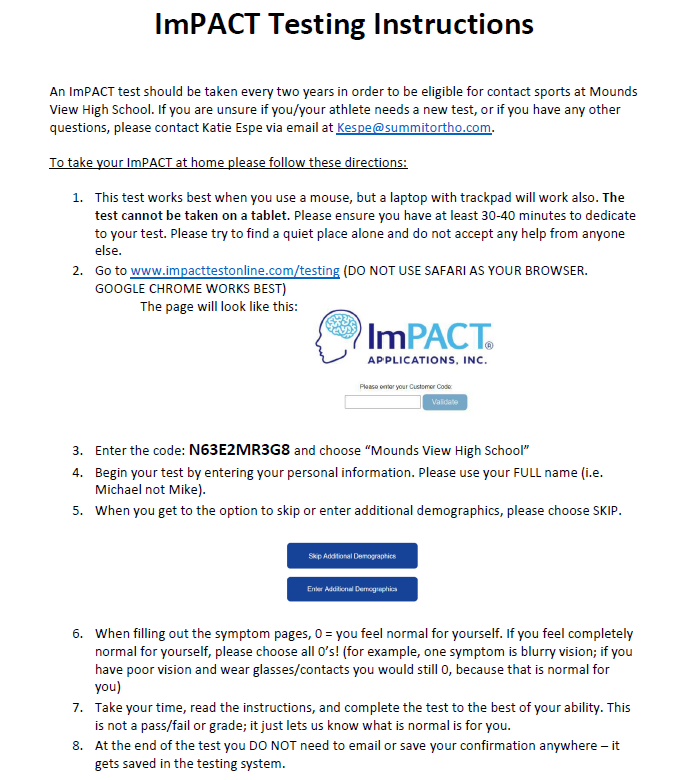 ImPACT Testing Instructions
An ImPACT test should be taken every two years in order to be eligible for contact sports at Mounds
View High School. If you are unsure if you/your athlete needs a new test, or if you have any other
questions, please contact Katie Espe via email at Kespe@summitortho.com.
To take your ImPACT at home please follow these directions:
1. This test works best when you use a mouse, but a laptop with trackpad will work also. The
test cannot be taken on a tablet. Please ensure you have at least 30-40 minutes to dedicate
to your test. Please try to find a quiet place alone and do not accept any help from anyone
else.
2. Go to www.impacttestonline.com/testing (DO NOT USE SAFARI AS YOUR BROWSER.
GOOGLE CHROME WORKS BEST)
The page will look like this:
ImPACT®
APPLICATIONS, INC.
Please enter your Customer Code:
Validate
3. Enter the code: N63E2MR3G8 and choose “Mounds View High School”
4. Begin your test by entering your personal information. Please use your FULL name (i.e.
Michael not Mike).
5. When you get to the option to skip or enter additional demographics, please choose SKIP.
Skip Additional Demographics
Enter Additional Demographics
6. When filling out the symptom pages, 0 = you feel normal for yourself. If you feel completely
normal for yourself, please choose all 0’s! (for example, one symptom is blurry vision; if you
have poor vision and wear glasses/contacts you would still 0, because that is normal for
you)
7. Take your time, read the instructions, and complete the test to the best of your ability. This
is not a pass/fail or grade; it just lets us know what is normal is for you.
8. At the end of the test you DO NOT need to email or save your confirmation anywhere – it
gets saved in the testing system.